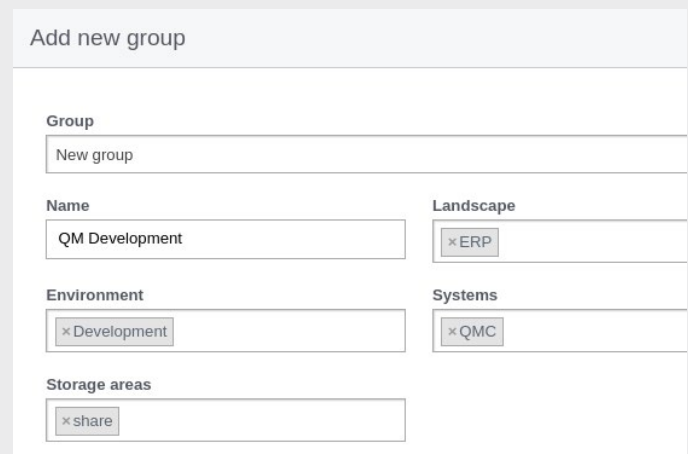 Add new group
Group
New group
Name
Landscape
QM Development
×ERP
Environment
Systems
×Development
×QMC
Storage areas
×share